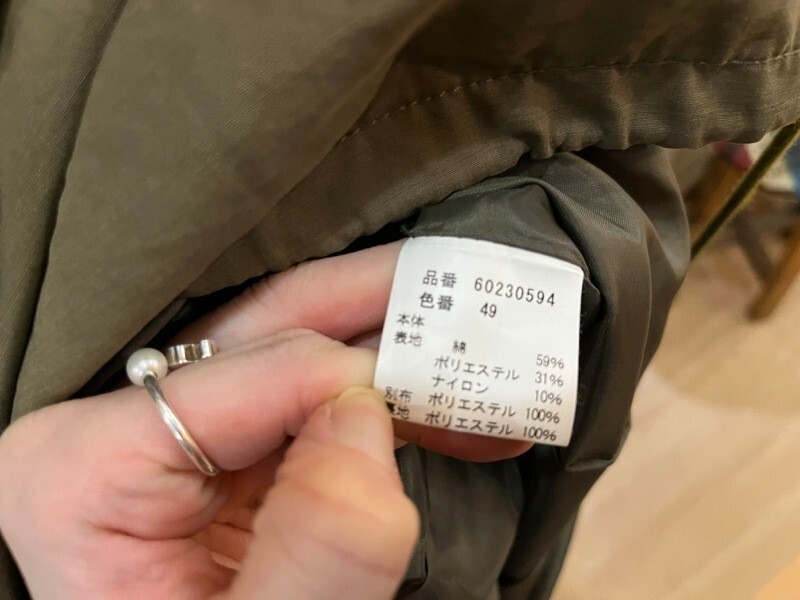 品番 60230594
色番 49
本体
表地 綿 59%
ポリエステル 31%
ナイロン 10%
別布 ポリエステル 100%
裏地 ポリエステル 100%